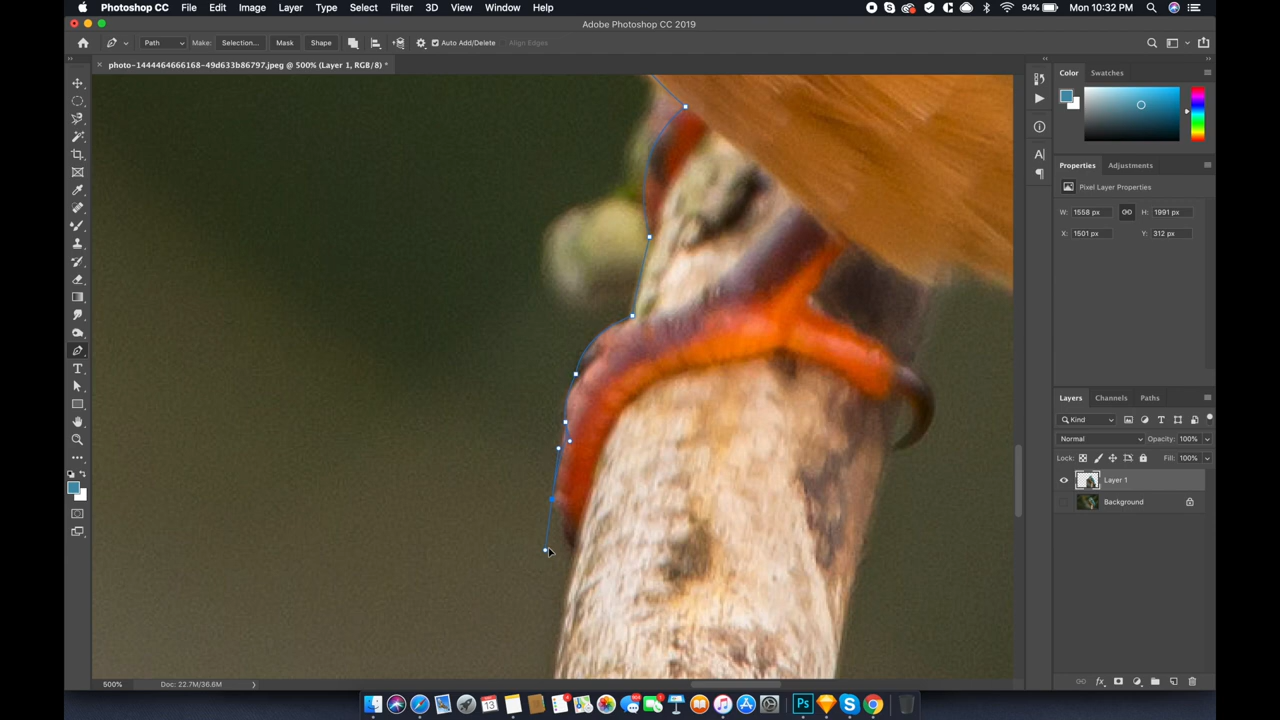 Photoshop CC File Edit Image Layer Type Select Filter 3D View Window Help 94% Mon 10:32 PM
Adobe Photoshop CC 2019
Path Make: Selection... Mask Shape Auto Add/Delete Align Edges
photo-1444464666168-49d633b86797.jpeg @ 500% (Layer 1, RGB/8) *
Color Swatches
Properties Adjustments
Pixel Layer Properties
W: 1558 px H: 1991 px
X: 1501 px Y: 312 px
Layers Channels Paths
Kind
Normal Opacity: 100%
Lock: Fill: 100%
Layer 1
Background
500% Doc: 22.7M/36.6M